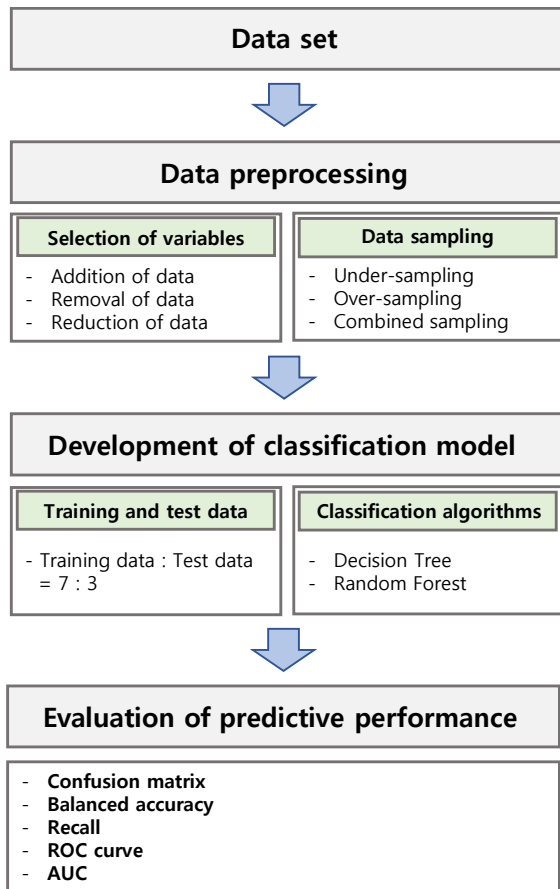 Data set
Data preprocessing
Selection of variables
- Addition of data
- Removal of data
- Reduction of data
Data sampling
- Under-sampling
- Over-sampling
- Combined sampling
Development of classification model
Training and test data
- Training data : Test data
= 7 : 3
Classification algorithms
- Decision Tree
- Random Forest
Evaluation of predictive performance
- Confusion matrix
- Balanced accuracy
- Recall
- ROC curve
- AUC